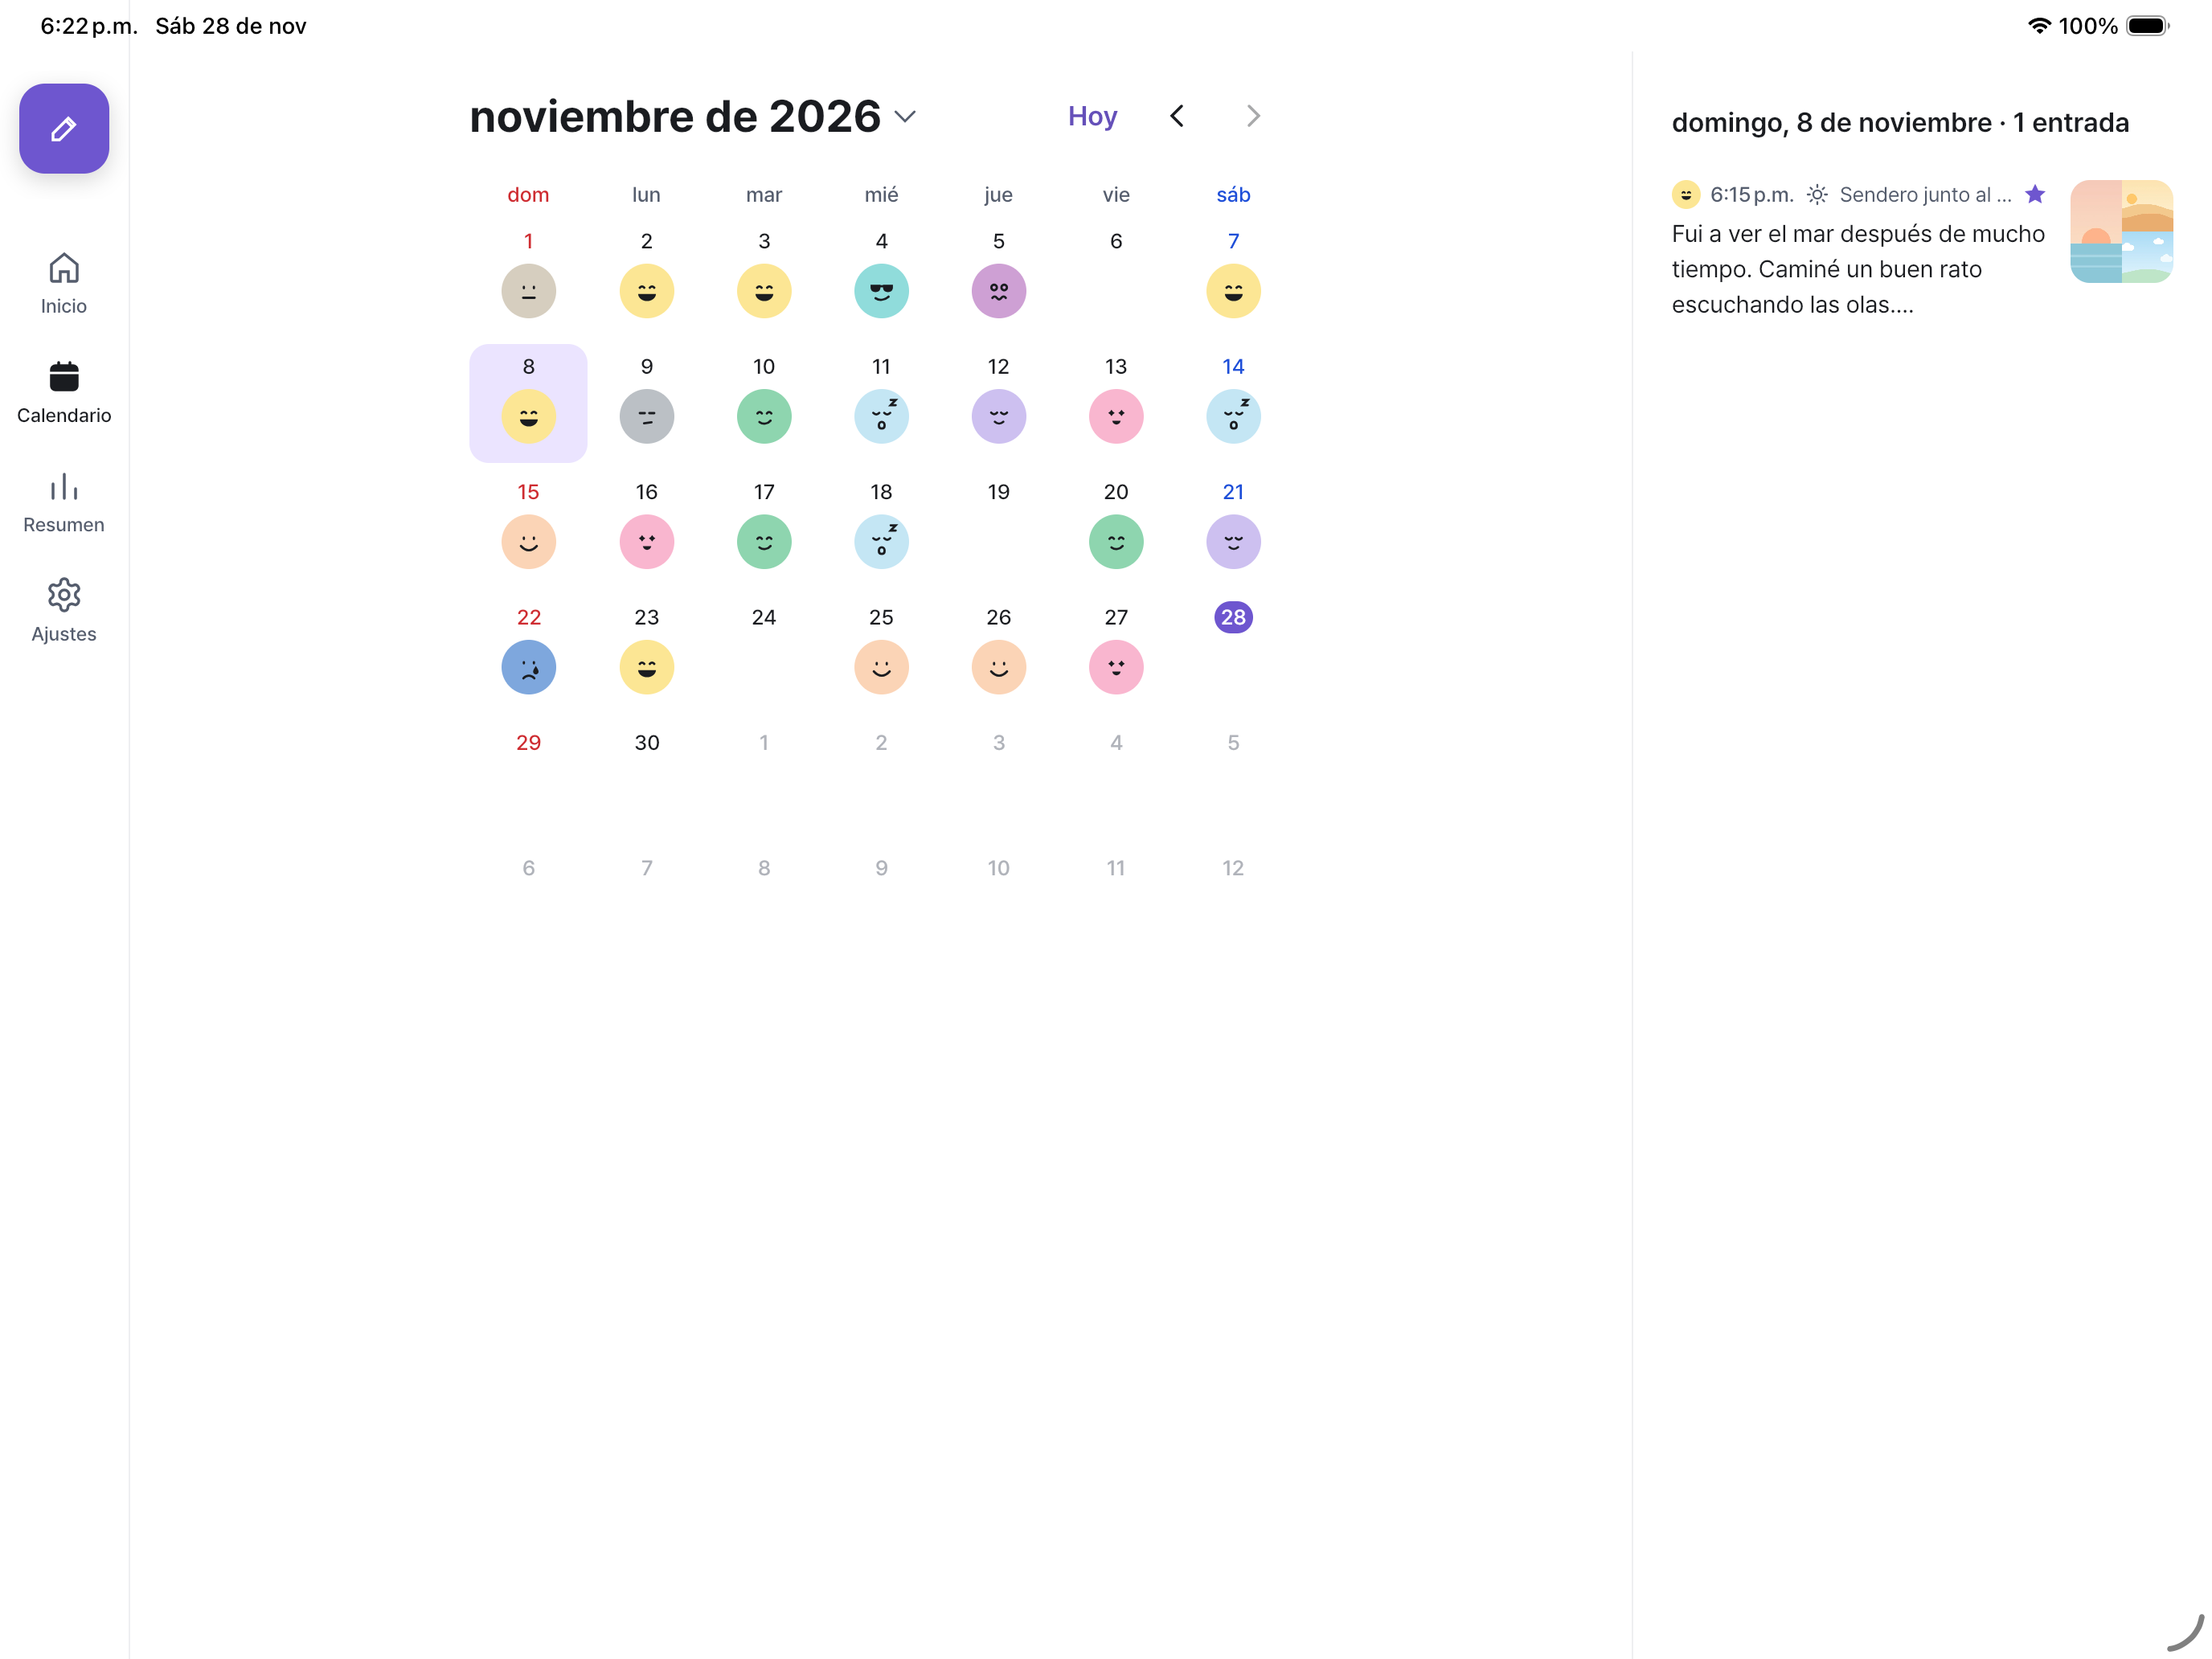 6:22 p.m. Sáb 28 de nov
100%
Inicio
Calendario
Resumen
Ajustes
noviembre de 2026
Hoy
dom lun mar mié jue vie sáb
1 2 3 4 5 6 7
8 9 10 11 12 13 14
15 16 17 18 19 20 21
22 23 24 25 26 27 28
29 30 1 2 3 4 5
6 7 8 9 10 11 12
domingo, 8 de noviembre · 1 entrada
6:15 p.m. Sendero junto al ...
Fui a ver el mar después de mucho
tiempo. Caminé un buen rato
escuchando las olas....